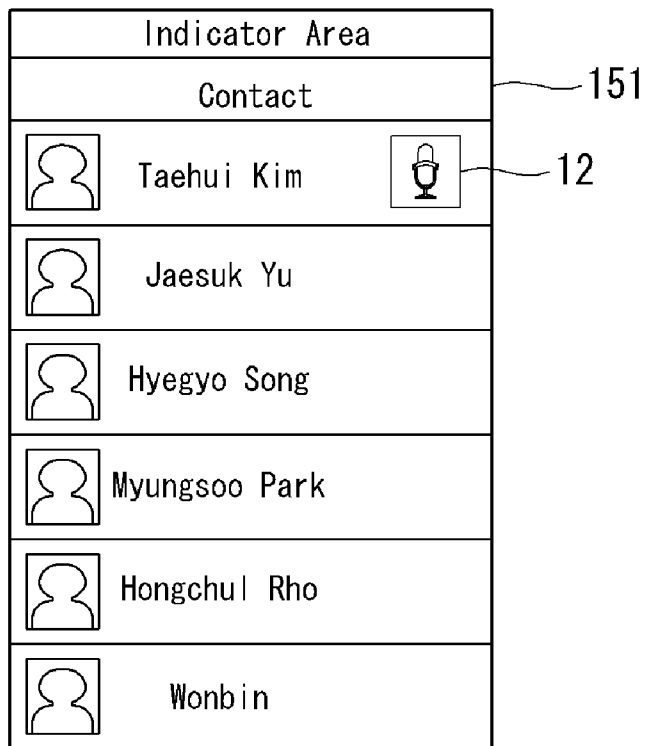 Indicator Area
Contact
151
Taehui Kim
12
Jaesuk Yu
Hyegyo Song
Myungsoo Park
Hongchul Rho
Wonbin